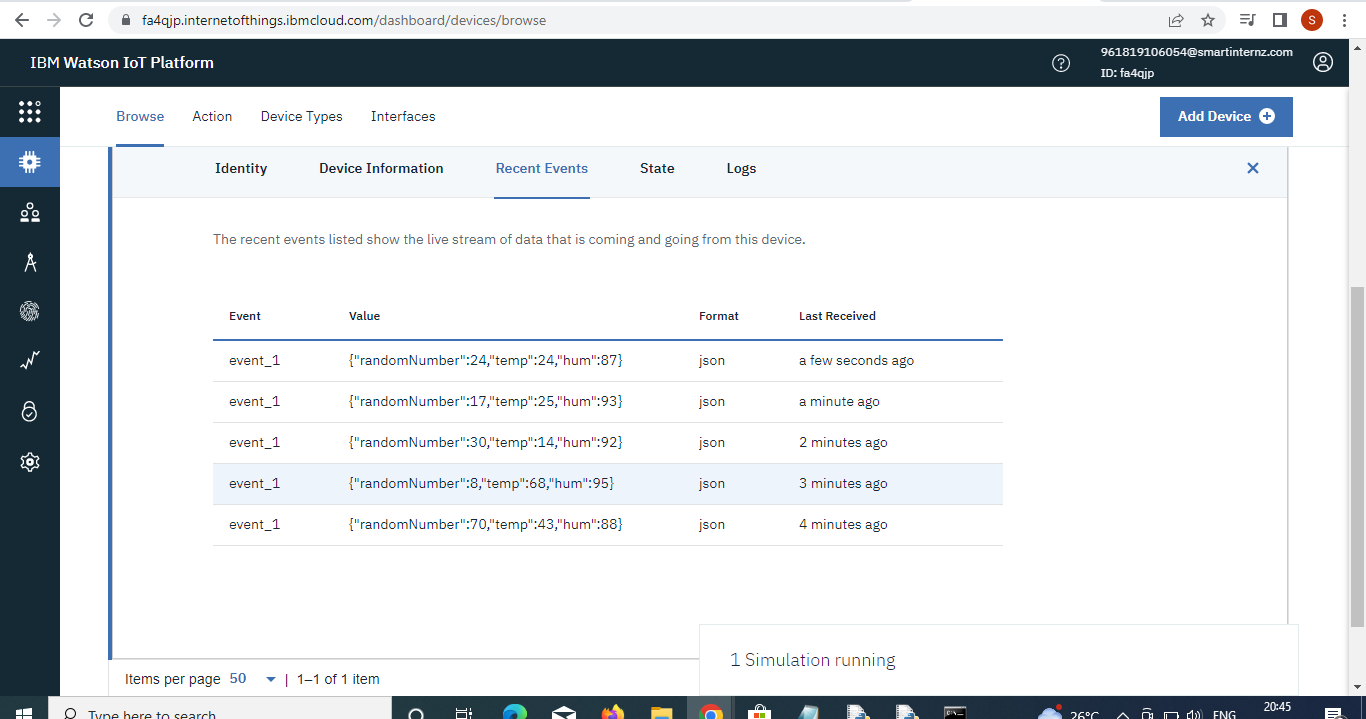 fa4qjp.internetofthings.ibmcloud.com/dashboard/devices/browse
S
IBM Watson IoT Platform
961819106054@smartinternz.com
ID: fa4qjp
Browse
Action
Device Types
Interfaces
Add Device
Identity
Device Information
Recent Events
State
Logs
The recent events listed show the live stream of data that is coming and going from this device.
Event Value Format Last Received
event_1 {"randomNumber":24,"temp":24,"hum":87} json a few seconds ago
event_1 {"randomNumber":17,"temp":25,"hum":93} json a minute ago
event_1 {"randomNumber":30,"temp":14,"hum":92} json 2 minutes ago
event_1 {"randomNumber":8,"temp":68,"hum":95} json 3 minutes ago
event_1 {"randomNumber":70,"temp":43,"hum":88} json 4 minutes ago
1 Simulation running
Items per page 50 | 1–1 of 1 item
Type here to search
26°C
ENG
20:45